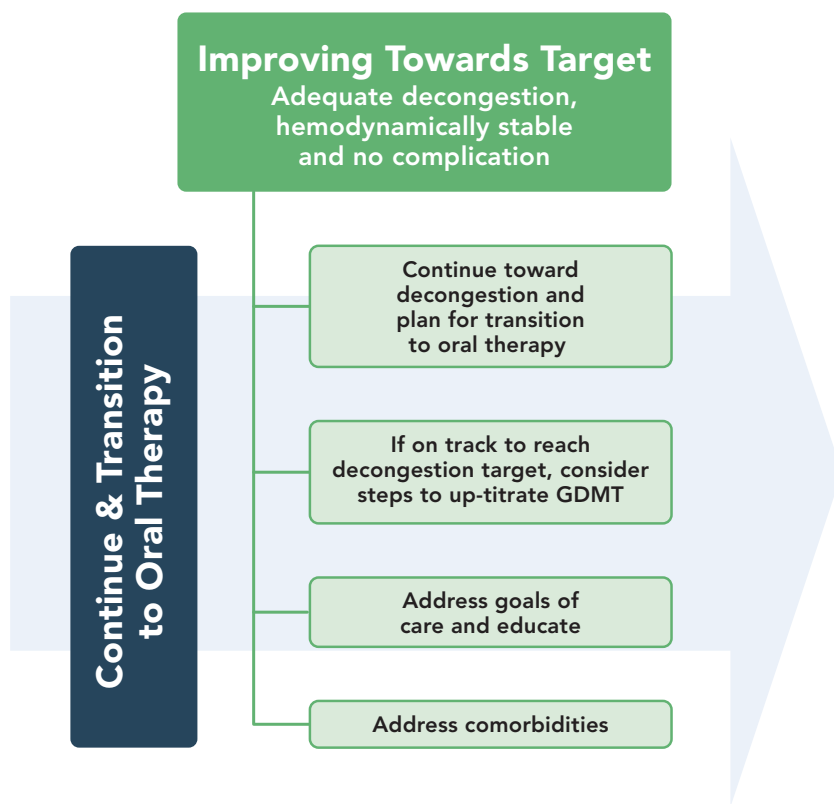 Improving Towards Target
Adequate decongestion,
hemodynamically stable
and no complication
Continue & Transition
to Oral Therapy
Continue toward
decongestion and
plan for transition
to oral therapy
If on track to reach
decongestion target, consider
steps to up-titrate GDMT
Address goals of
care and educate
Address comorbidities